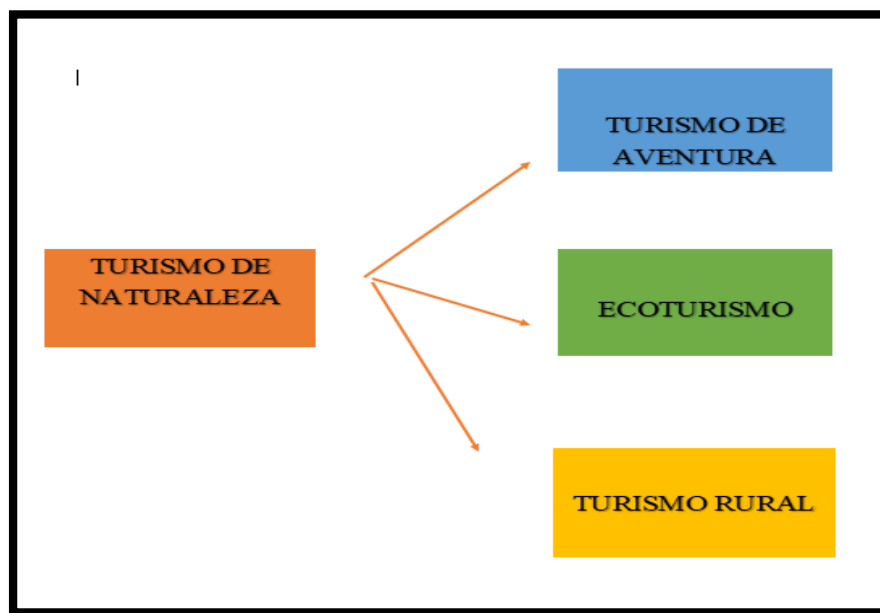 TURISMO DE
AVENTURA
TURISMO DE
NATURALEZA
ECOTURISMO
TURISMO RURAL